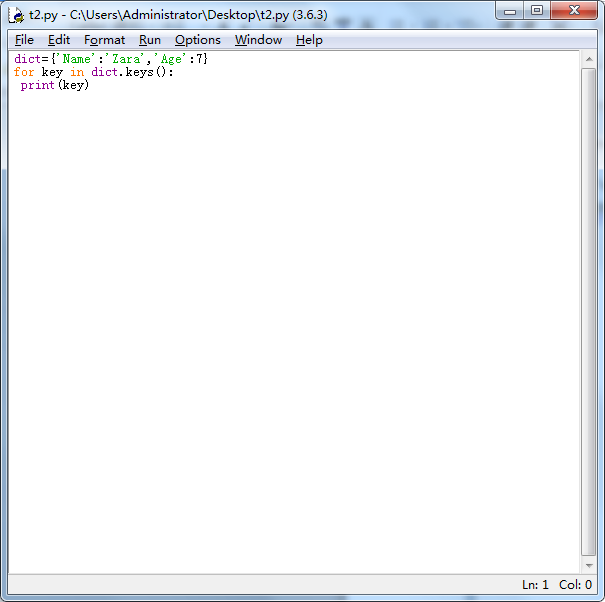 t2.py - C:\Users\Administrator\Desktop\t2.py (3.6.3)
File Edit Format Run Options Window Help
dict={'Name':'Zara','Age':7}
for key in dict.keys():
 print(key)
Ln: 1 Col: 0